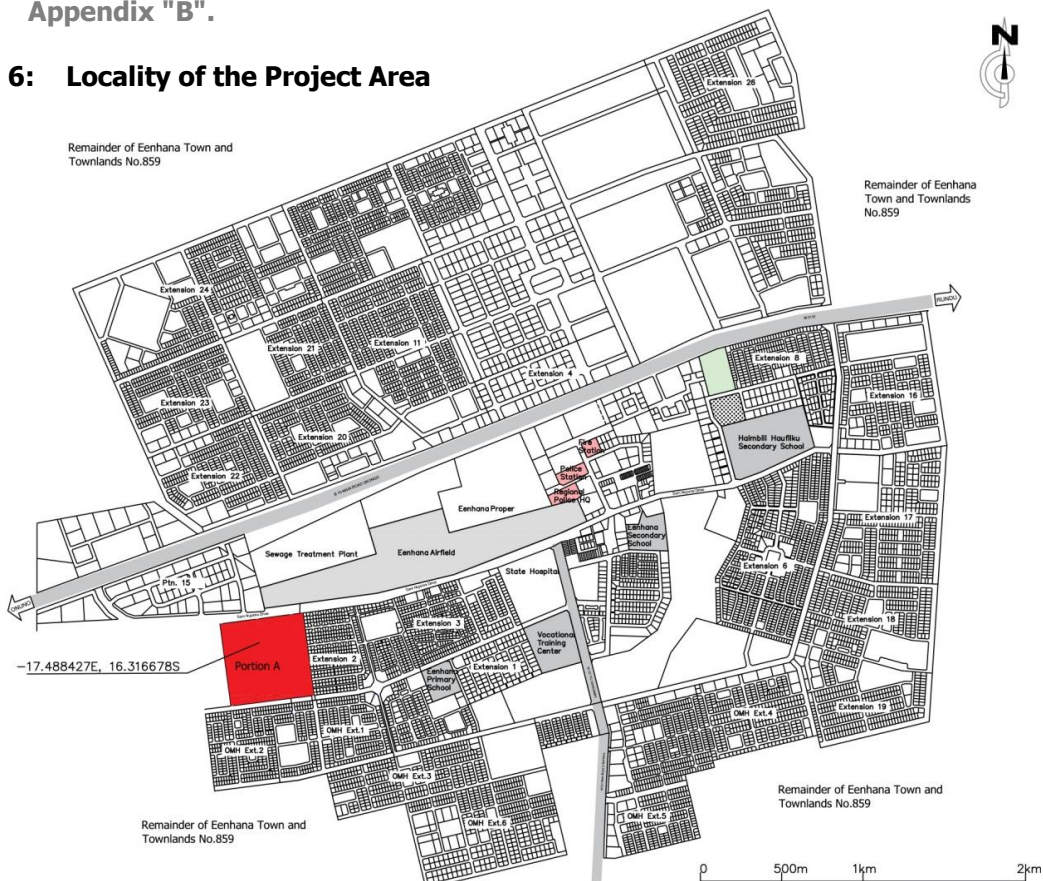 Appendix "B".
6: Locality of the Project Area
N
Extension 26
Remainder of Eenhana Town and
Townlands No.859
Remainder of Eenhana
Town and Townlands
No.859
Extension 24
RUNDU
Extension 21
Extension 11
Extension 8
Extension 4
Extension 23
Extension 16
Extension 20
Haimbili Haufiku
Secondary School
Fire
Station
Extension 22
Police
Station
Regional
Police HQ
Eenhana Proper
Extension 17
Eenhana
Secondary
School
Sewage Treatment Plant
Eenhana Airfield
Extension 6
State Hospital
Ptn. 15
ONUNO
Extension 18
Extension 3
Vocational
Training
Center
-17.488427E, 16.316678S
Portion A
Extension 2
Extension 1
Eenhana
Primary
School
Extension 19
OMH Ext.4
OMH Ext.1
OMH Ext.2
OMH Ext.3
Remainder of Eenhana Town and
Townlands No.859
OMH Ext.5
OMH Ext.6
Remainder of Eenhana Town and
Townlands No.859
0 500m 1km 2km